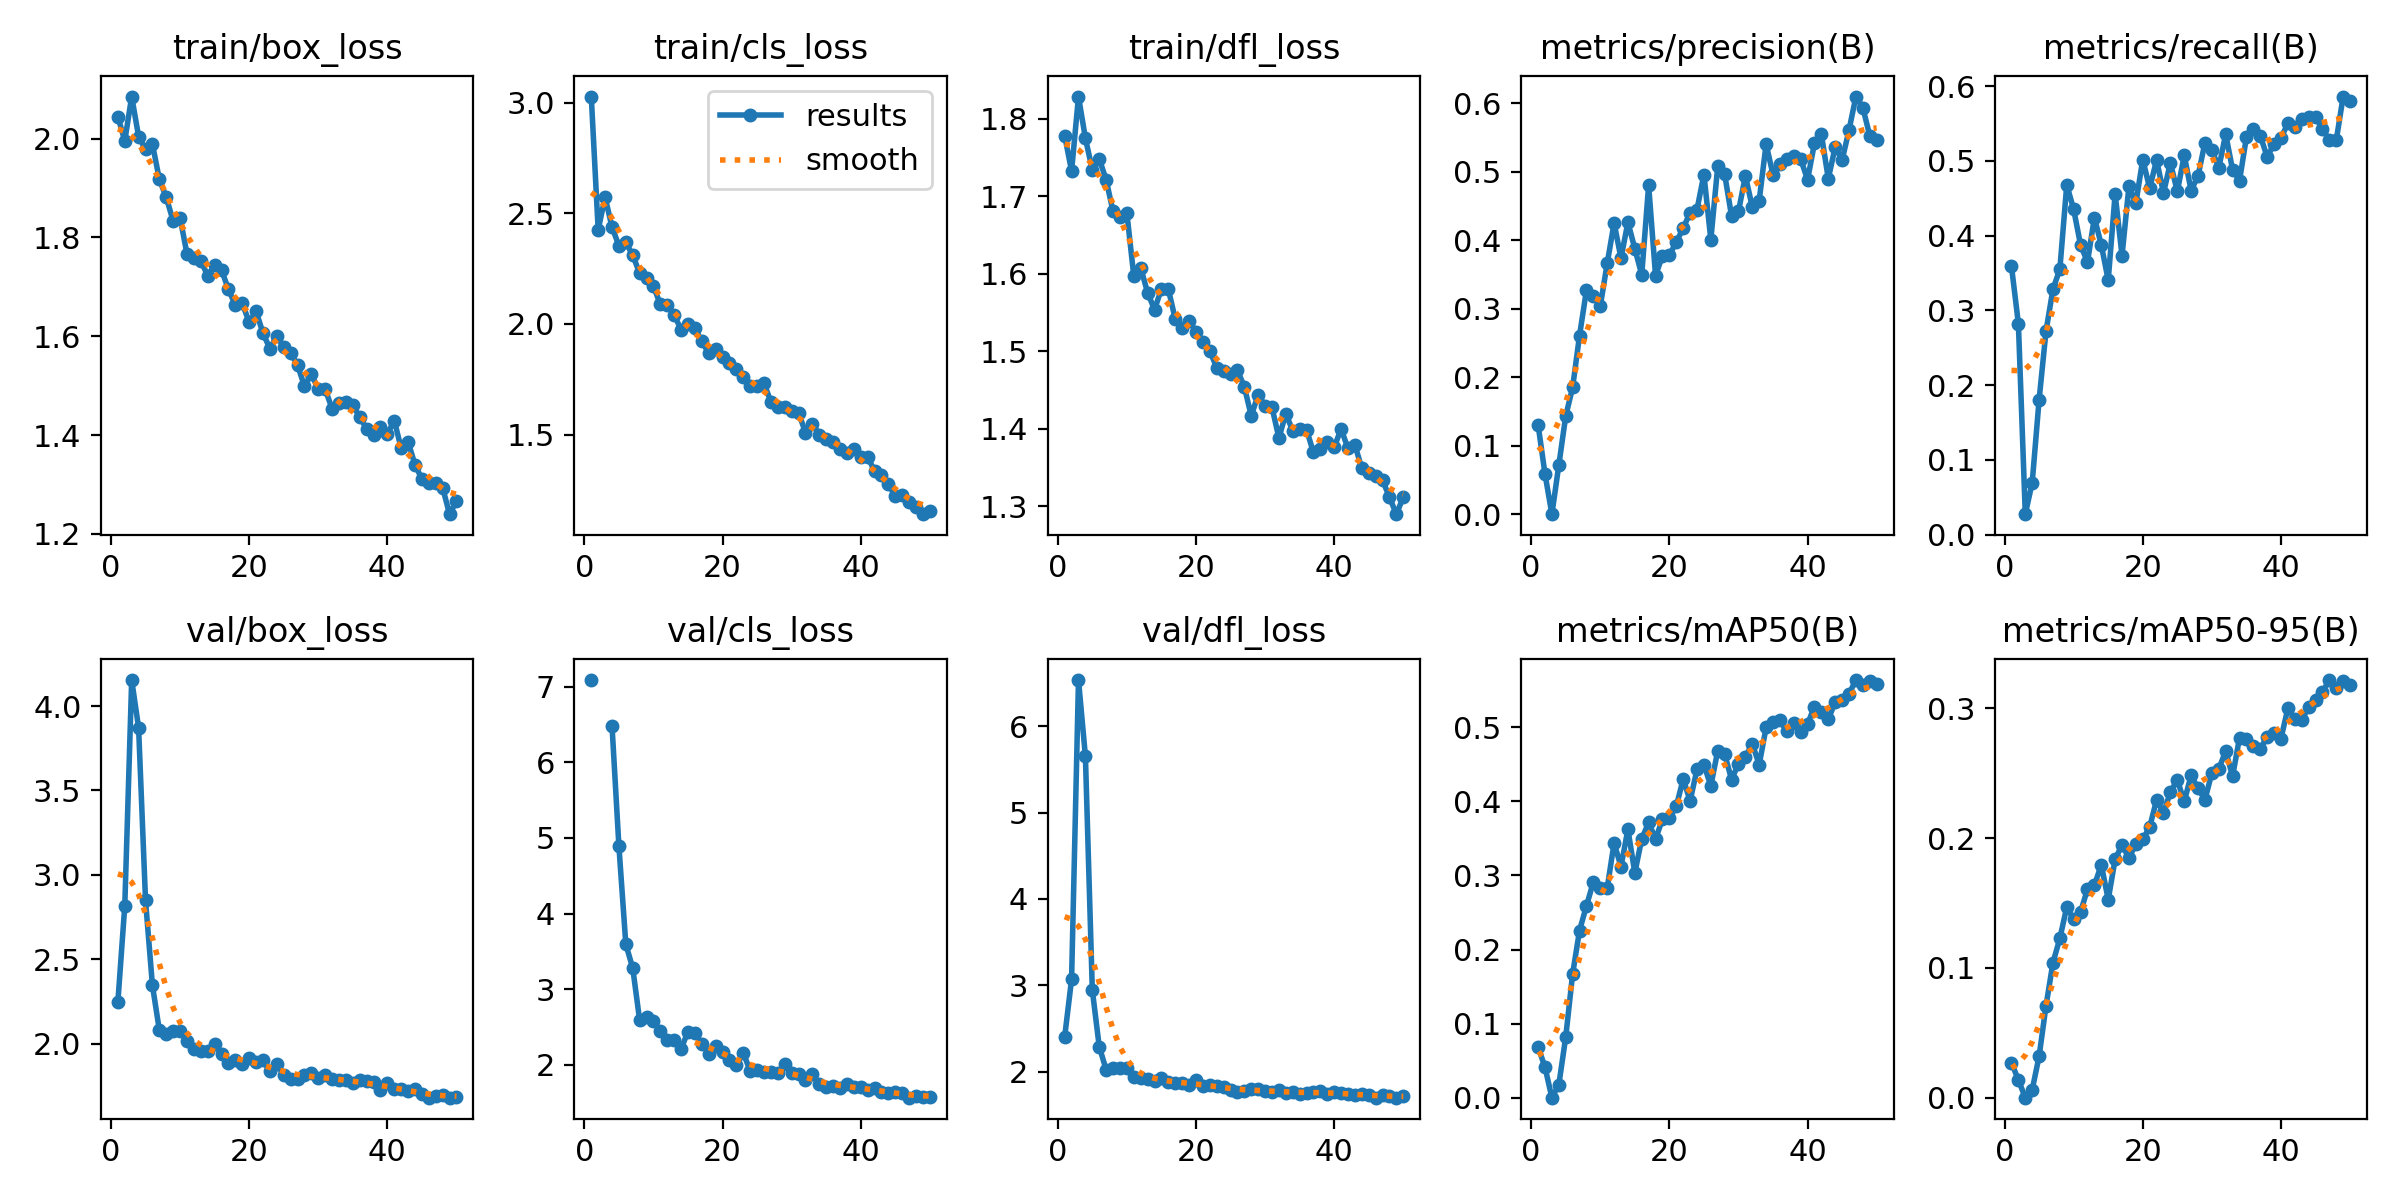 train/box_loss
2.0
1.8
1.6
1.4
1.2
0 20 40
train/cls_loss
results
smooth
3.0
2.5
2.0
1.5
0 20 40
train/dfl_loss
1.8
1.7
1.6
1.5
1.4
1.3
0 20 40
metrics/precision(B)
0.6
0.5
0.4
0.3
0.2
0.1
0.0
0 20 40
metrics/recall(B)
0.6
0.5
0.4
0.3
0.2
0.1
0.0
0 20 40
val/box_loss
4.0
3.5
3.0
2.5
2.0
0 20 40
val/cls_loss
7
6
5
4
3
2
0 20 40
val/dfl_loss
6
5
4
3
2
0 20 40
metrics/mAP50(B)
0.5
0.4
0.3
0.2
0.1
0.0
0 20 40
metrics/mAP50-95(B)
0.3
0.2
0.1
0.0
0 20 40